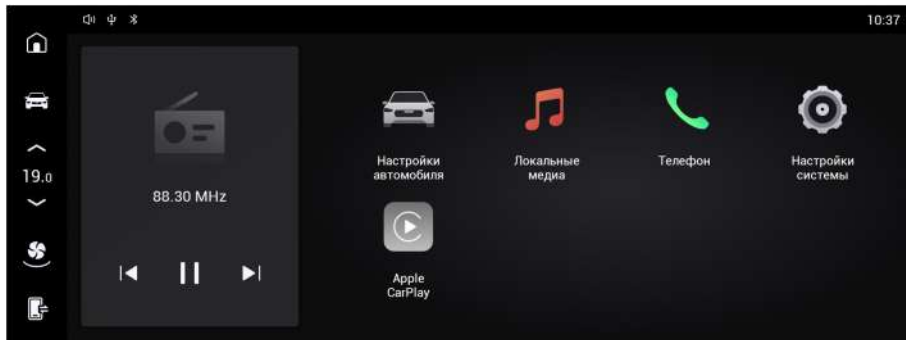 10:37
19.0
88.30 MHz
Настройки
автомобиля
Локальные
медиа
Телефон
Настройки
системы
Apple
CarPlay